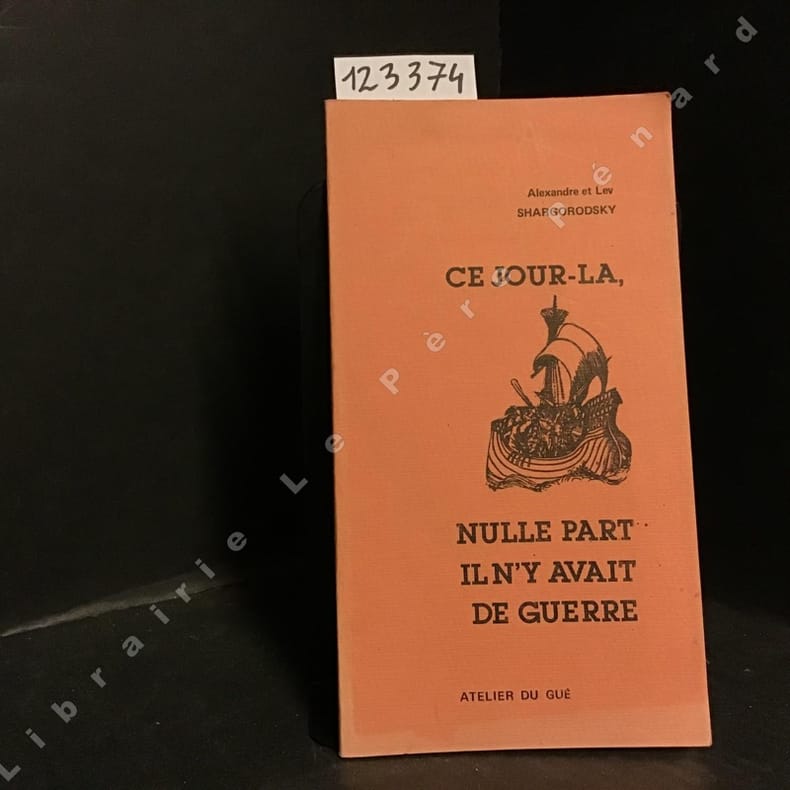 123374
Alexandre et Lev
SHARGORODSKY
CE JOUR-LA,
NULLE PART
IL N'Y AVAIT
DE GUERRE
ATELIER DU GUÉ
Librairie Le Père Pénard